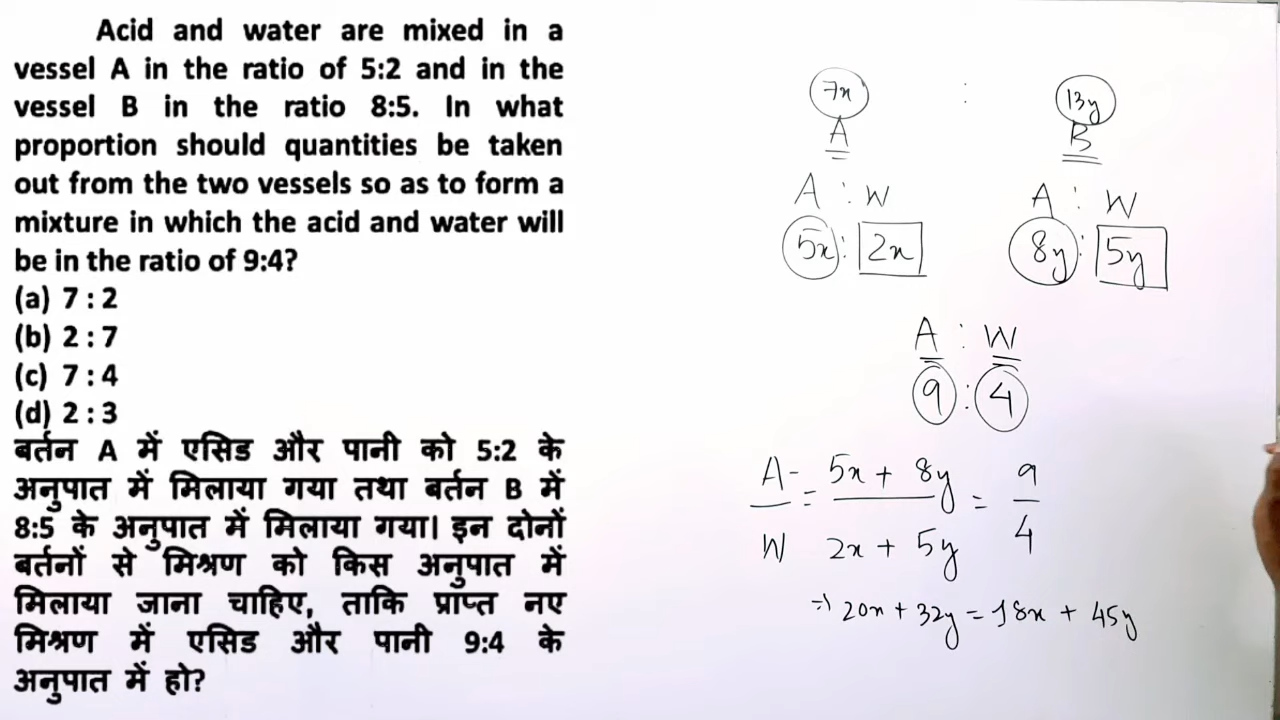 Acid and water are mixed in a
vessel A in the ratio of 5:2 and in the
vessel B in the ratio 8:5. In what
proportion should quantities be taken
out from the two vessels so as to form a
mixture in which the acid and water will
be in the ratio of 9:4?
(a) 7 : 2
(b) 2 : 7
(c) 7 : 4
(d) 2 : 3
बर्तन A में एसिड और पानी को 5:2 के
अनुपात में मिलाया गया तथा बर्तन B में
8:5 के अनुपात में मिलाया गया। इन दोनों
बर्तनों से मिश्रण को किस अनुपात में
मिलाया जाना चाहिए, ताकि प्राप्त नए
मिश्रण में एसिड और पानी 9:4 के
अनुपात में हो?
7x : 13y
A B
A : W A : W
5x : 2x 8y : 5y
A : W
9 : 4
A- = 5x + 8y = 9
W 2x + 5y 4
⇒ 20x + 32y = 18x + 45y